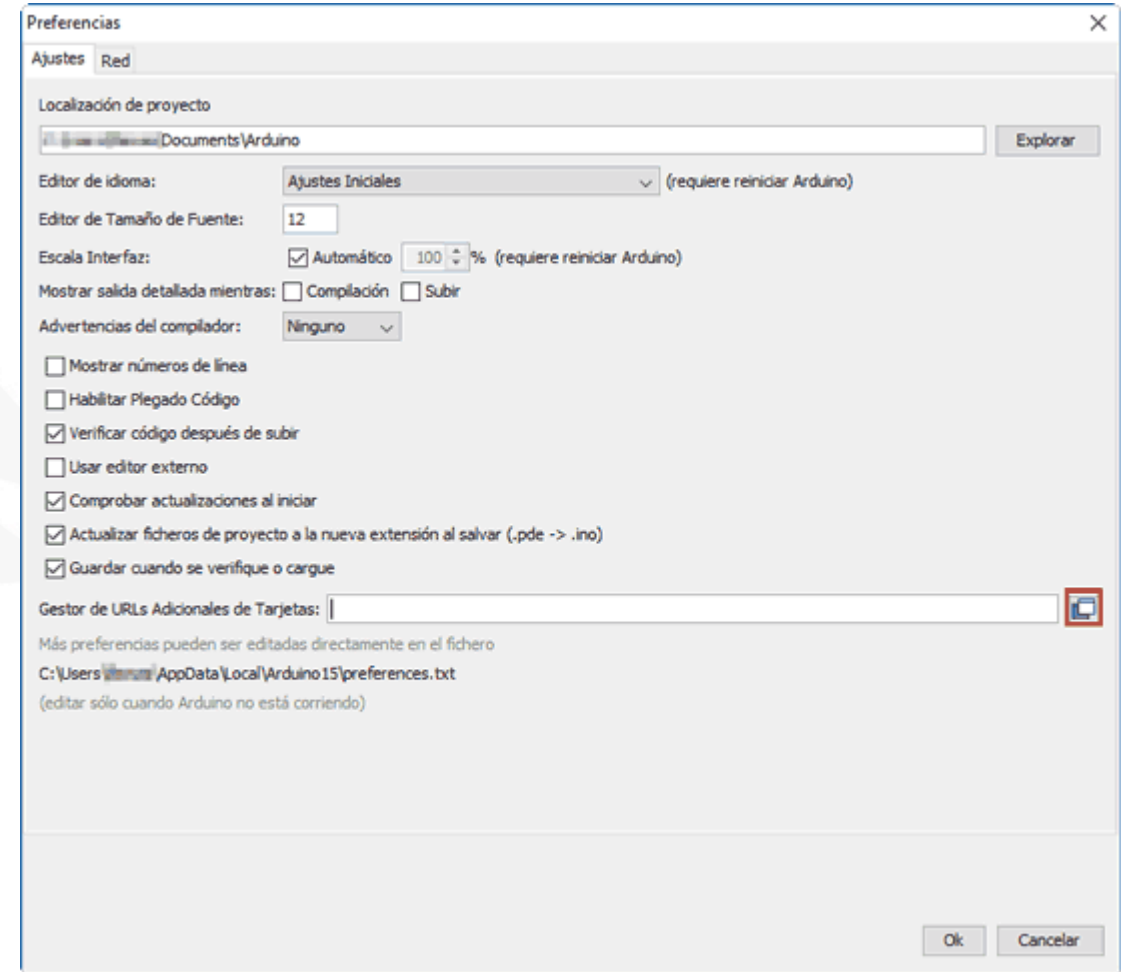 Preferencias
Ajustes Red
Localización de proyecto
Documents\Arduino Explorar
Editor de idioma: Ajustes Iniciales (requiere reiniciar Arduino)
Editor de Tamaño de Fuente: 12
Escala Interfaz: Automático 100 % (requiere reiniciar Arduino)
Mostrar salida detallada mientras: Compilación Subir
Advertencias del compilador: Ninguno
Mostrar números de línea
Habilitar Plegado Código
Verificar código después de subir
Usar editor externo
Comprobar actualizaciones al iniciar
Actualizar ficheros de proyecto a la nueva extensión al salvar (.pde -> .ino)
Guardar cuando se verifique o cargue
Gestor de URLs Adicionales de Tarjetas:
Más preferencias pueden ser editadas directamente en el fichero
C:\Users\ \AppData\Local\Arduino15\preferences.txt
(editar sólo cuando Arduino no está corriendo)
Ok Cancelar